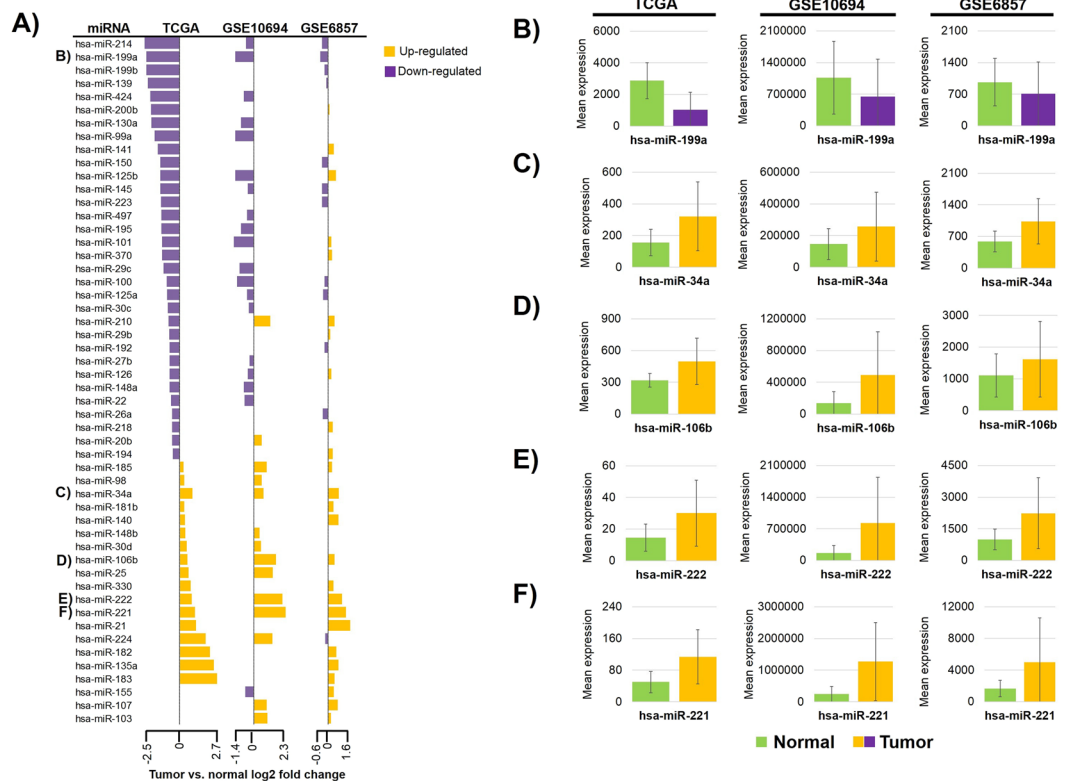 A)
miRNA TCGA GSE10694 GSE6857
hsa-miR-214
B) hsa-miR-199a
hsa-miR-199b
hsa-miR-139
hsa-miR-424
hsa-miR-200b
hsa-miR-130a
hsa-miR-99a
hsa-miR-141
hsa-miR-150
hsa-miR-125b
hsa-miR-145
hsa-miR-223
hsa-miR-497
hsa-miR-195
hsa-miR-101
hsa-miR-370
hsa-miR-29c
hsa-miR-100
hsa-miR-125a
hsa-miR-30c
hsa-miR-210
hsa-miR-29b
hsa-miR-192
hsa-miR-27b
hsa-miR-126
hsa-miR-148a
hsa-miR-22
hsa-miR-26a
hsa-miR-218
hsa-miR-20b
hsa-miR-194
hsa-miR-185
hsa-miR-98
C) hsa-miR-34a
hsa-miR-181b
hsa-miR-140
hsa-miR-148b
hsa-miR-30d
D) hsa-miR-106b
hsa-miR-25
hsa-miR-330
E) hsa-miR-222
F) hsa-miR-221
hsa-miR-21
hsa-miR-224
hsa-miR-182
hsa-miR-135a
hsa-miR-183
hsa-miR-155
hsa-miR-107
hsa-miR-103
-2.5 0 2.7 -1.4 0 2.3 -0.6 0 1.6
Tumor vs. normal log2 fold change
Up-regulated
Down-regulated
TCGA GSE10694 GSE6857
B)
Mean expression
6000
4000
2000
0
hsa-miR-199a
Mean expression
2100000
1400000
700000
0
hsa-miR-199a
Mean expression
2100
1400
700
0
hsa-miR-199a
C)
Mean expression
600
400
200
0
hsa-miR-34a
Mean expression
600000
400000
200000
0
hsa-miR-34a
Mean expression
2100
1400
700
0
hsa-miR-34a
D)
Mean expression
900
600
300
0
hsa-miR-106b
Mean expression
1200000
800000
400000
0
hsa-miR-106b
Mean expression
3000
2000
1000
0
hsa-miR-106b
E)
Mean expression
60
40
20
0
hsa-miR-222
Mean expression
2100000
1400000
700000
0
hsa-miR-222
Mean expression
4500
3000
1500
0
hsa-miR-222
F)
Mean expression
240
160
80
0
hsa-miR-221
Mean expression
3000000
2000000
1000000
0
hsa-miR-221
Mean expression
12000
8000
4000
0
hsa-miR-221
Normal Tumor